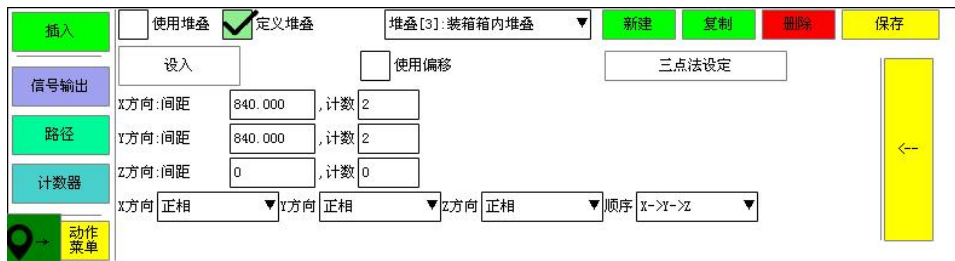 插入 使用堆叠 定义堆叠 堆叠[3]:装箱箱内堆叠 新建 复制 删除 保存
设入 使用偏移 三点法设定
信号输出
X方向:间距 840.000 ,计数 2
路径 Y方向:间距 840.000 ,计数 2 <--
计数器 Z方向:间距 0 ,计数 0
X方向 正相 Y方向 正相 Z方向 正相 顺序 X->Y->Z
→ 动作
菜单